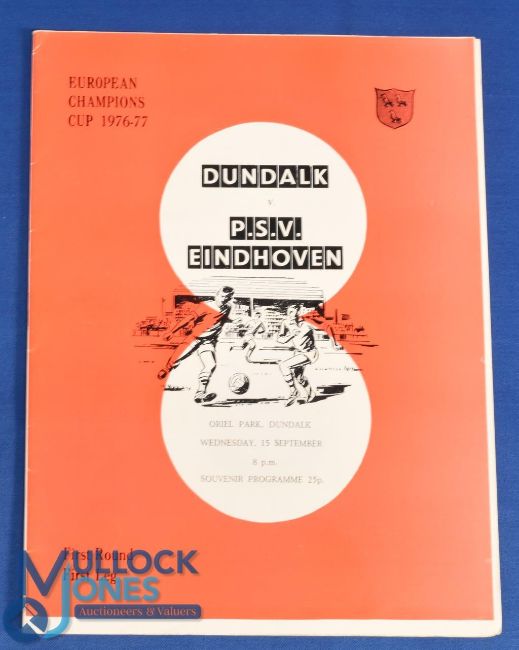 EUROPEAN
CHAMPIONS
CUP 1976-77
DUNDALK
v.
P.S.V.
EINDHOVEN
ORIEL PARK, DUNDALK
WEDNESDAY, 15 SEPTEMBER
8 p.m.
SOUVENIR PROGRAMME 25p.
First Round
First Leg
MULLOCK
JONES
Auctioneers & Valuers